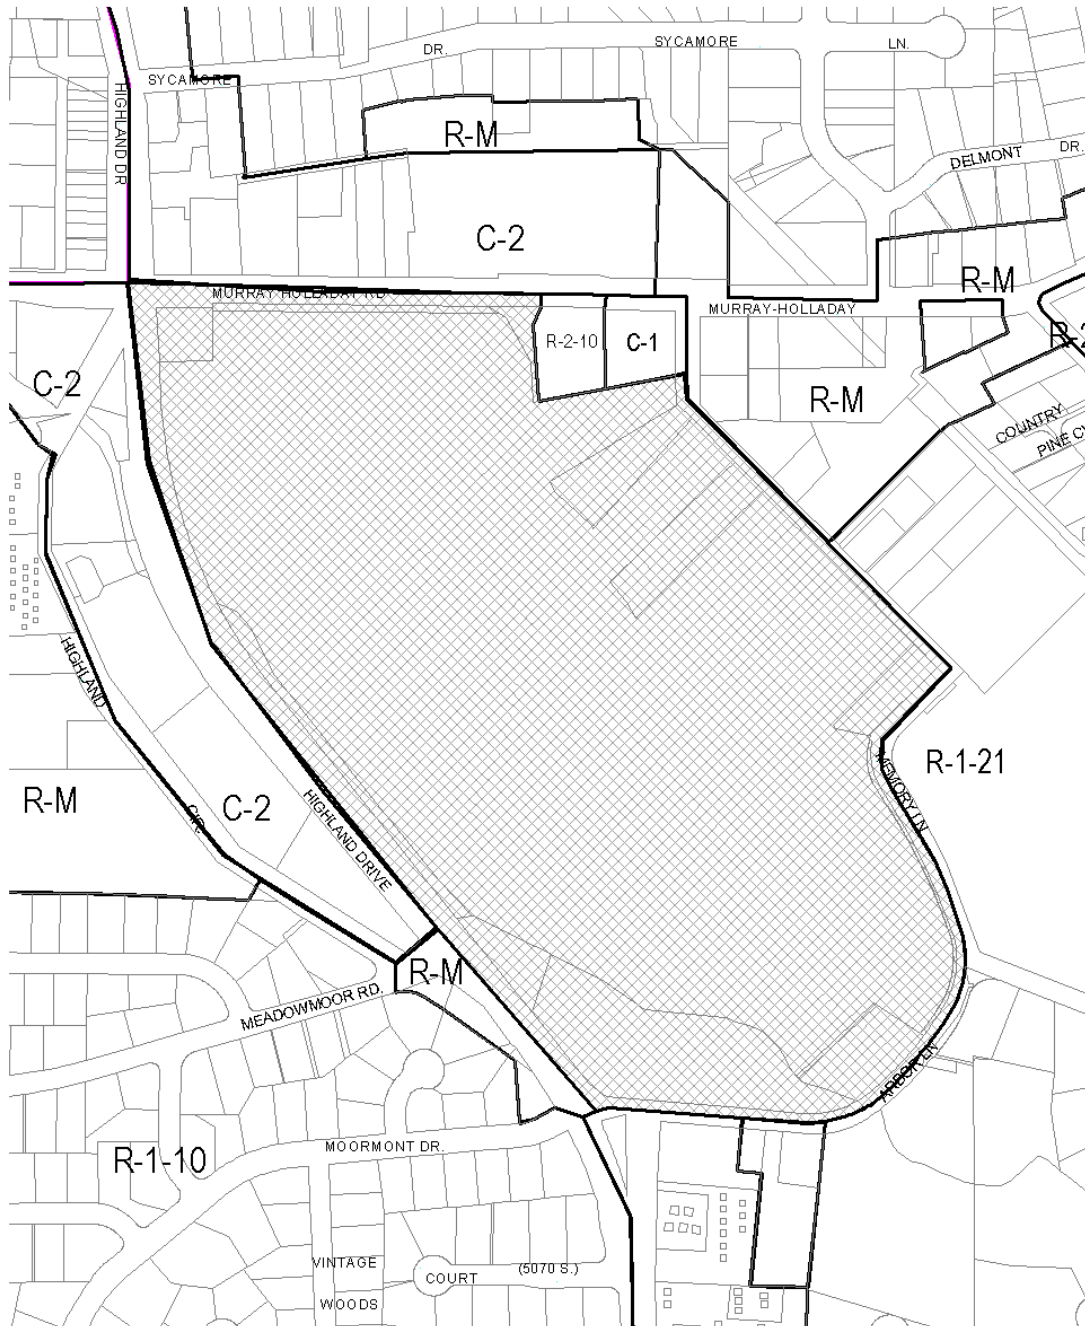 SYCAMORE
LN.
DR.
SYCAMORE
HIGHLAND DR
R-M
DELMONT
DR.
C-2
R-M
MURRAY HOLLADAY RD
MURRAY-HOLLADAY
R-2-10
C-1
C-2
R-M
COUNTRY
PINE
HIGHLAND
CIR.
R-M
C-2
HIGHLAND DRIVE
MEMORY LN
R-1-21
R-M
MEADOWMOOR RD.
ARBOR LN
MOORMONT DR.
R-1-10
VINTAGE
COURT
(5070 S.)
WOODS